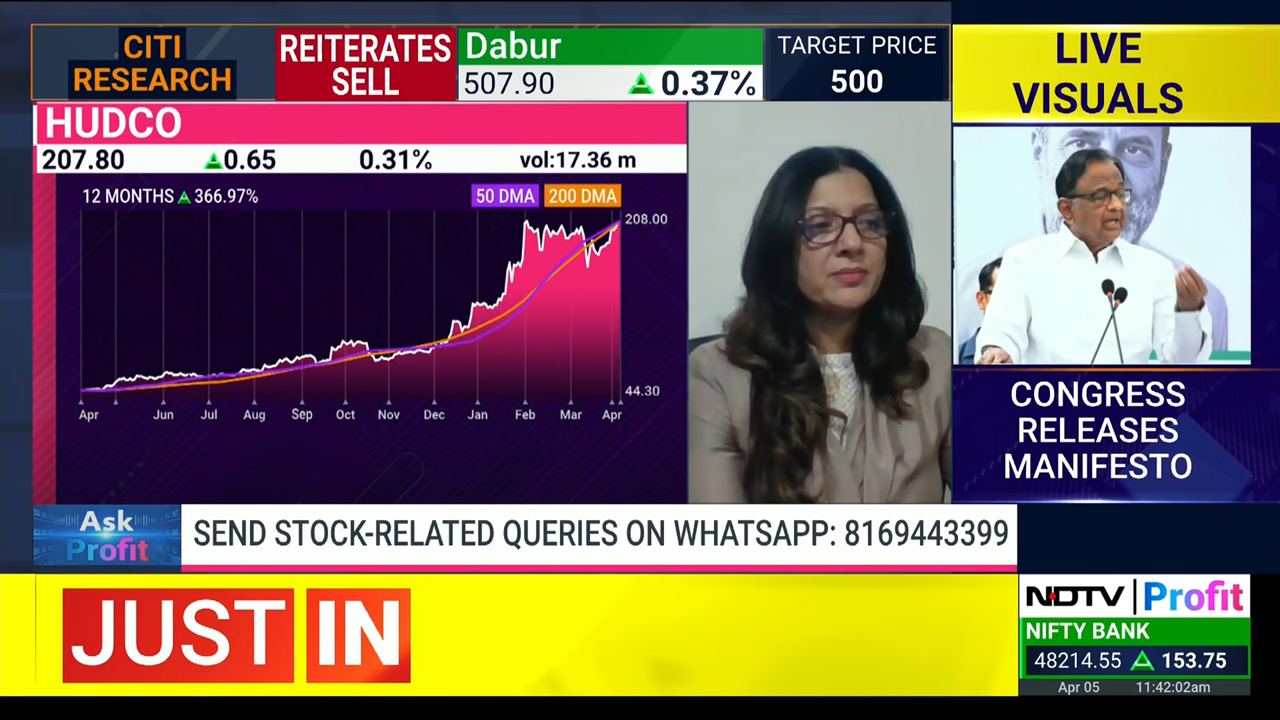 CITI
RESEARCH
REITERATES
SELL
Dabur
507.90 0.37%
TARGET PRICE
500
LIVE
VISUALS
HUDCO
207.80 0.65 0.31% vol:17.36 m
12 MONTHS 366.97%
50 DMA 200 DMA
208.00
44.30
Apr Jun Jul Aug Sep Oct Nov Dec Jan Feb Mar Apr
CONGRESS
RELEASES
MANIFESTO
Ask
Profit
SEND STOCK-RELATED QUERIES ON WHATSAPP: 8169443399
JUST IN
NDTV Profit
NIFTY BANK
48214.55 153.75
Apr 05 11:42:02am